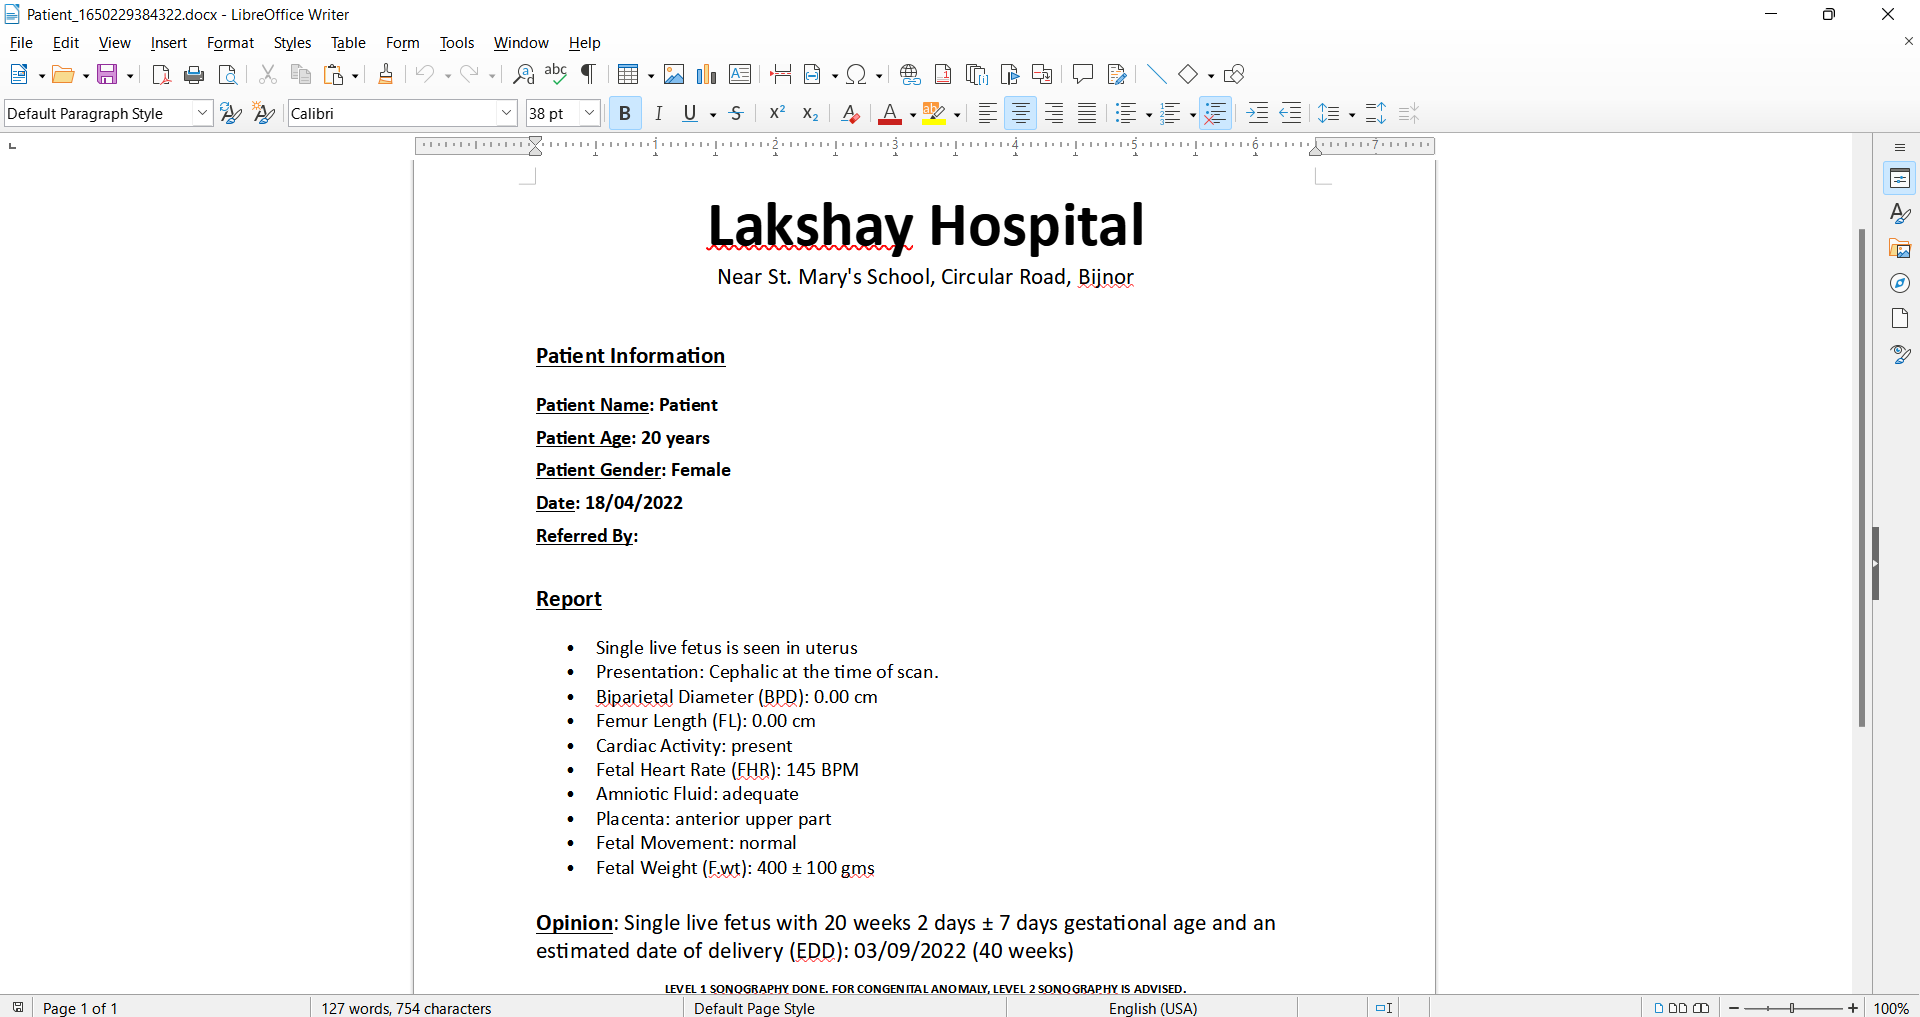 Patient_1650229384322.docx - LibreOffice Writer
File Edit View Insert Format Styles Table Form Tools Window Help
Default Paragraph Style Calibri 38 pt
1 2 3 4 5 6 7
Lakshay Hospital
Near St. Mary's School, Circular Road, Bijnor
Patient Information
Patient Name: Patient
Patient Age: 20 years
Patient Gender: Female
Date: 18/04/2022
Referred By:
Report
• Single live fetus is seen in uterus
• Presentation: Cephalic at the time of scan.
• Biparietal Diameter (BPD): 0.00 cm
• Femur Length (FL): 0.00 cm
• Cardiac Activity: present
• Fetal Heart Rate (FHR): 145 BPM
• Amniotic Fluid: adequate
• Placenta: anterior upper part
• Fetal Movement: normal
• Fetal Weight (F.wt): 400 ± 100 gms
Opinion: Single live fetus with 20 weeks 2 days ± 7 days gestational age and an
estimated date of delivery (EDD): 03/09/2022 (40 weeks)
LEVEL 1 SONOGRAPHY DONE. FOR CONGENITAL ANOMALY, LEVEL 2 SONOGRAPHY IS ADVISED.
Page 1 of 1 127 words, 754 characters Default Page Style English (USA) 100%